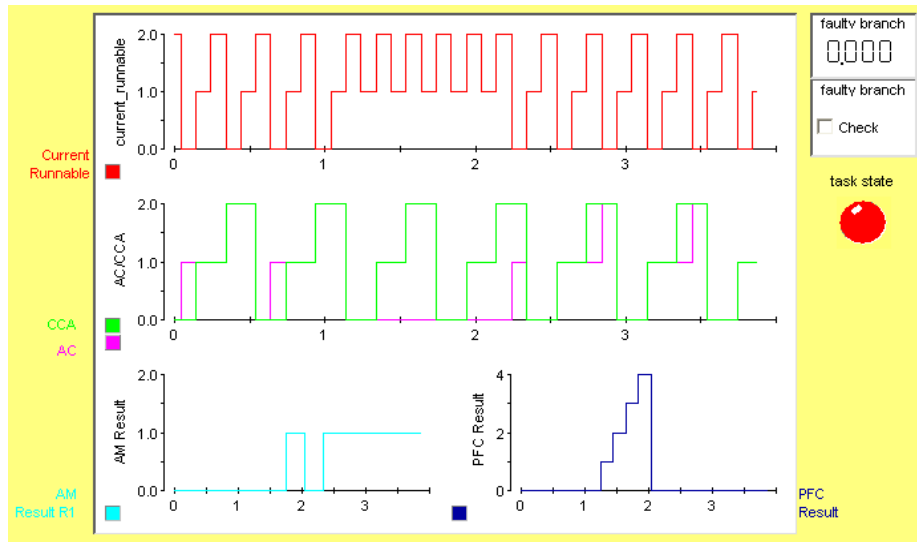 faulty branch
0.000
faulty branch
Check
task state
current_runnable
2.0
1.0
0.0
0 1 2 3
Current
Runnable
AC/CCA
2.0
1.0
0.0
0 1 2 3
CCA
AC
AM Result
2.0
1.0
0.0
0 1 2 3
AM
Result R1
PFC Result
4
2
0
0 1 2 3
PFC
Result